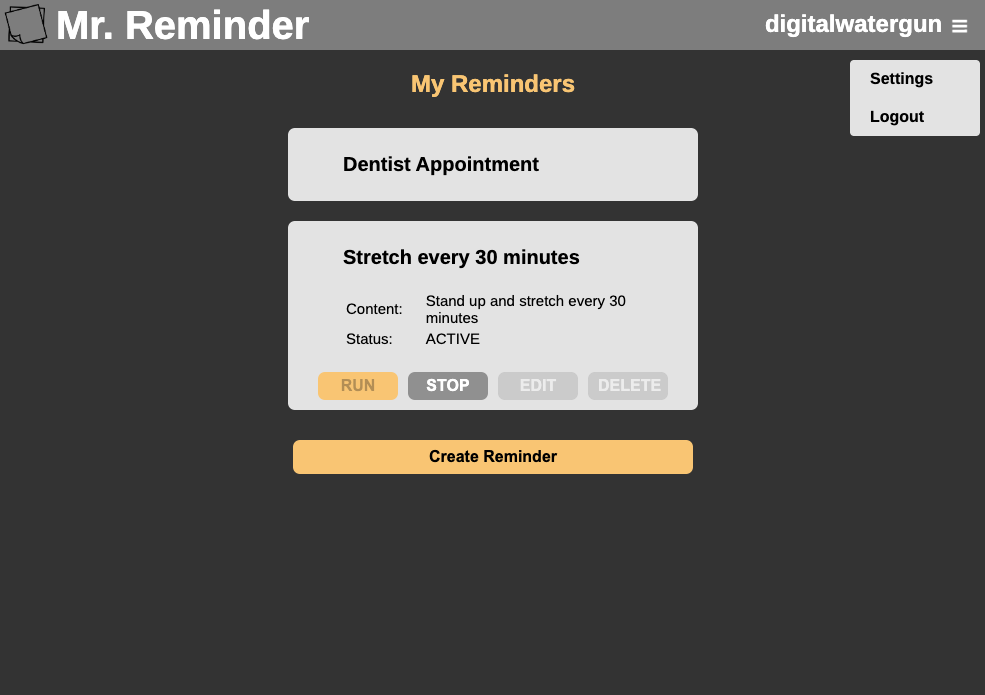 Mr. Reminder
digitalwatergun
Settings
Logout
My Reminders
Dentist Appointment
Stretch every 30 minutes
Content: Stand up and stretch every 30
minutes
Status: ACTIVE
RUN STOP EDIT DELETE
Create Reminder